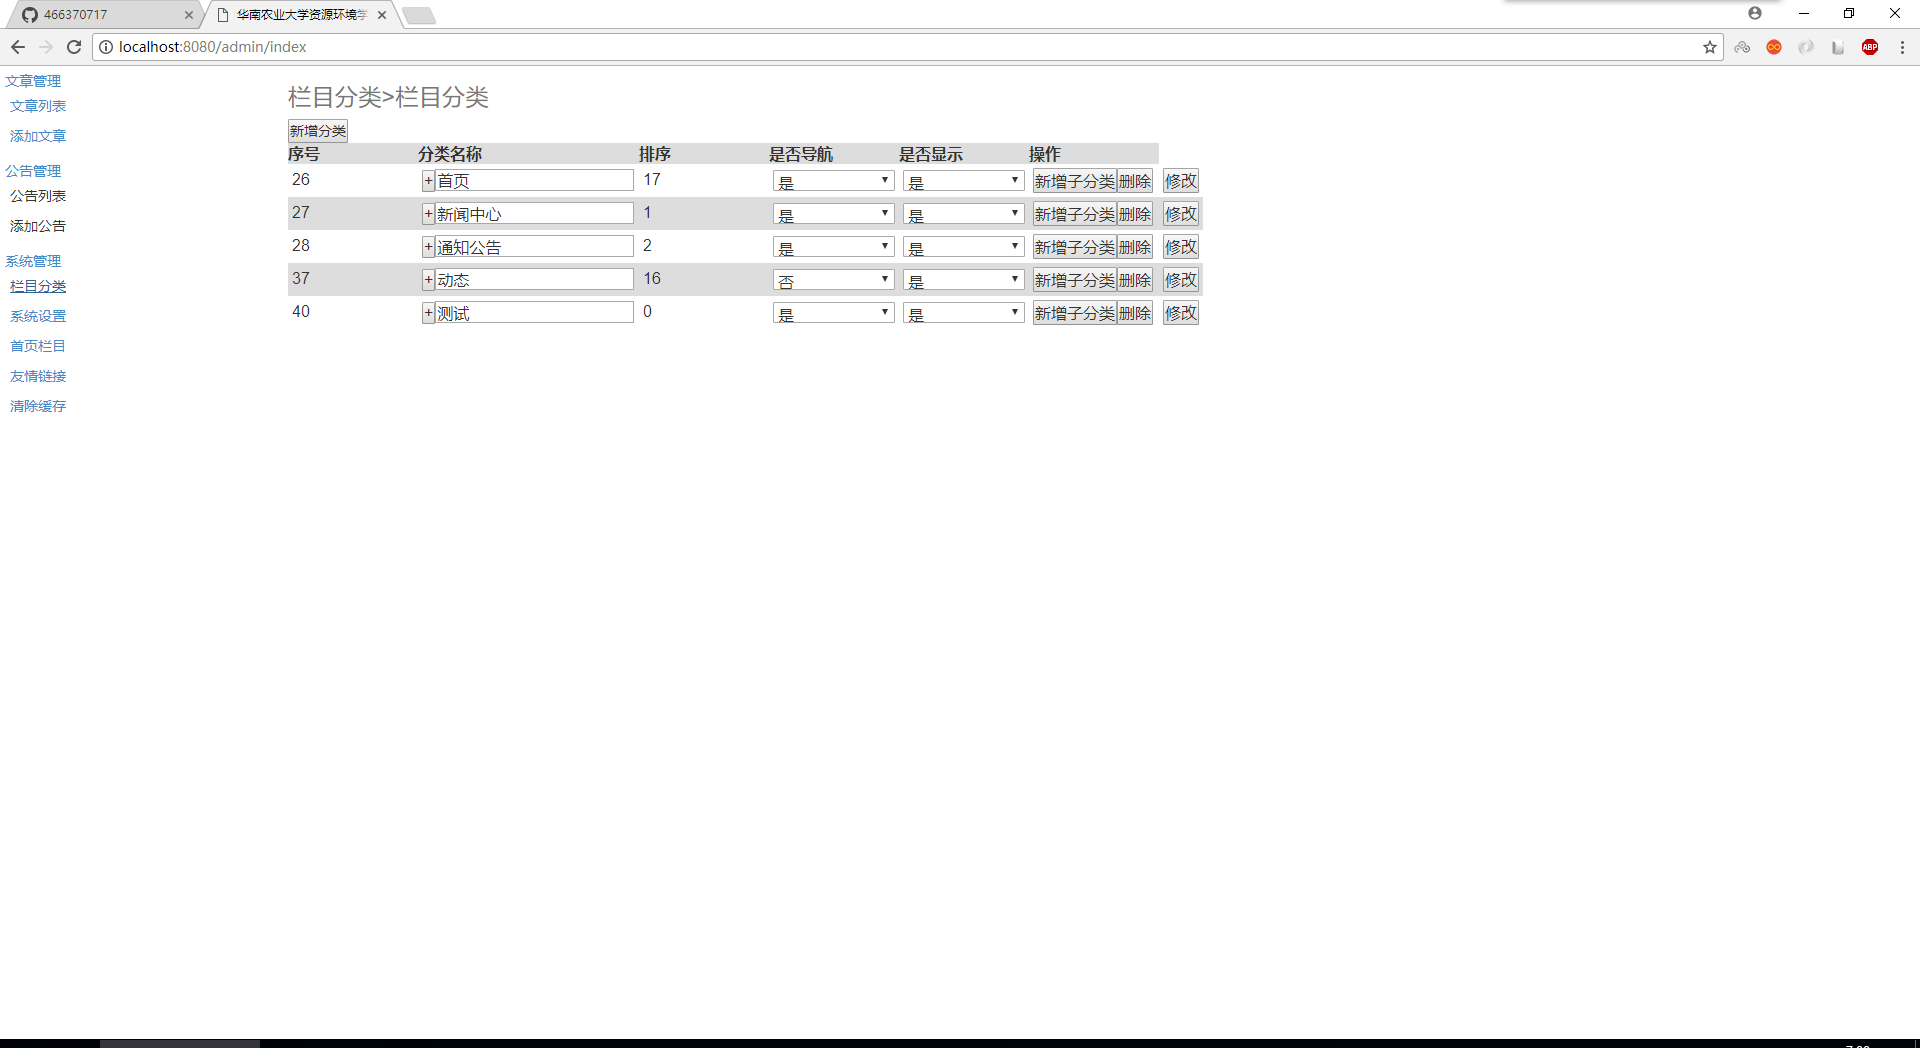 466370717
华南农业大学资源环境学
localhost:8080/admin/index
ABP
文章管理
文章列表
添加文章
公告管理
公告列表
添加公告
系统管理
栏目分类
系统设置
首页栏目
友情链接
清除缓存
栏目分类>栏目分类
新增分类
序号 分类名称 排序 是否导航 是否显示 操作
26 + 首页 17 是 是 新增子分类 删除 修改
27 + 新闻中心 1 是 是 新增子分类 删除 修改
28 + 通知公告 2 是 是 新增子分类 删除 修改
37 + 动态 16 否 是 新增子分类 删除 修改
40 + 测试 0 是 是 新增子分类 删除 修改